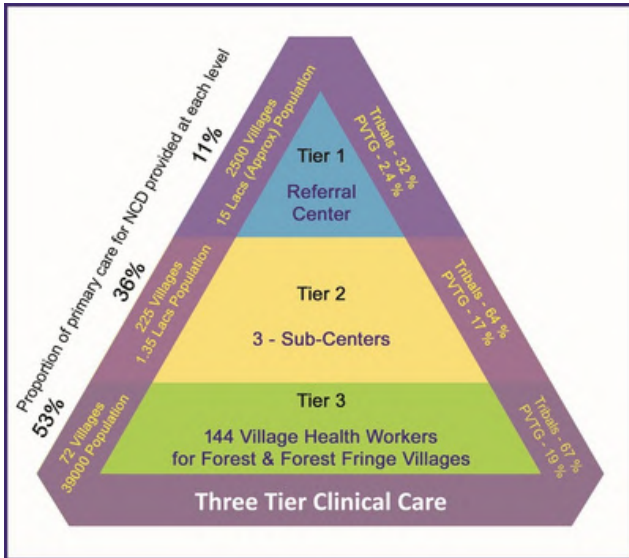 Proportion of primary care for NCD provided at each level
11%
36%
53%
2500 Villages
15 Lacs (Approx) Population
Tribals - 32 %
PVTG - 2.4 %
Tier 1
Referral
Center
225 Villages
1.35 Lacs Population
Tribals - 64 %
PVTG - 17 %
Tier 2
3 - Sub-Centers
72 Villages
39000 Population
Tribals - 67 %
PVTG - 19 %
Tier 3
144 Village Health Workers
for Forest & Forest Fringe Villages
Three Tier Clinical Care